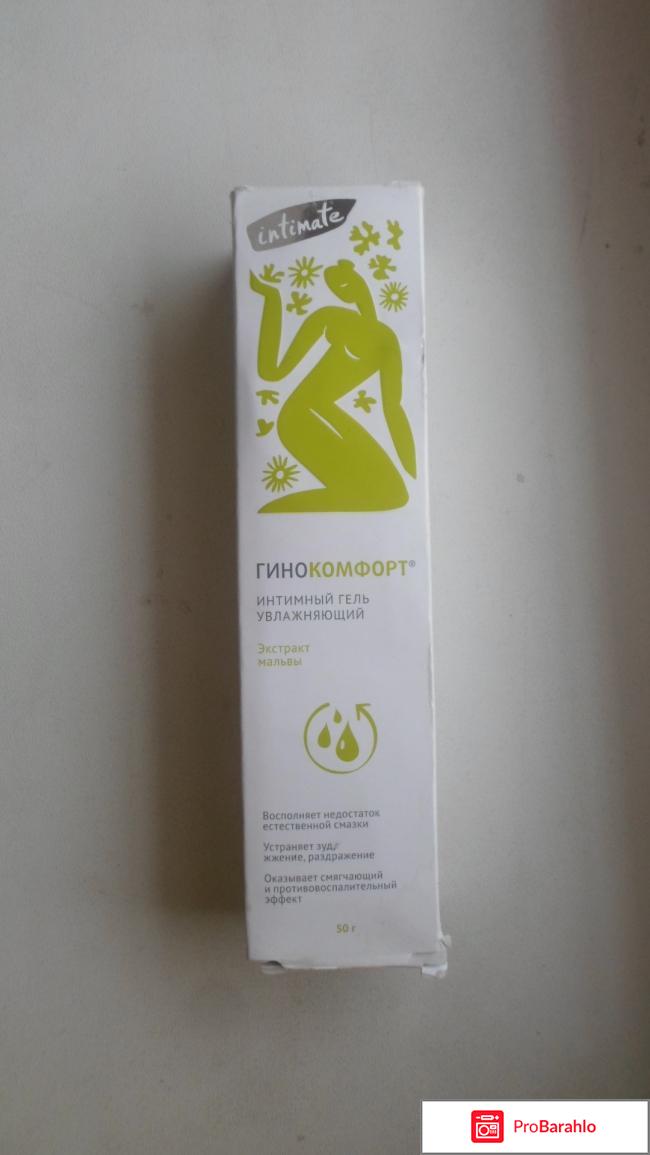 intimate
ГИНОКОМФОРТ®
ИНТИМНЫЙ ГЕЛЬ
УВЛАЖНЯЮЩИЙ
Экстракт
мальвы
Восполняет недостаток
естественной смазки
Устраняет зуд,
жжение, раздражение
Оказывает смягчающий
и противовоспалительный
эффект
50 г
ProBarahlo